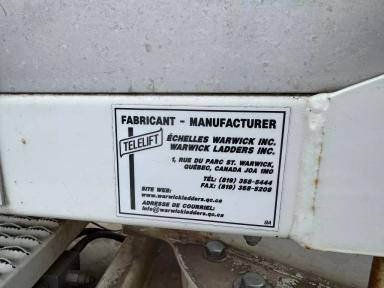 FABRICANT - MANUFACTURER
TELELIFT
ÉCHELLES WARWICK INC.
WARWICK LADDERS INC.
1, RUE DU PARC ST. WARWICK,
QUÉBEC, CANADA J0A 1M0
TÉL: (819) 358-5444
FAX: (819) 358-5208
SITE WEB:
www.warwickladders.qc.ca
ADRESSE DE COURRIEL:
info@warwickladders.qc.ca
9A